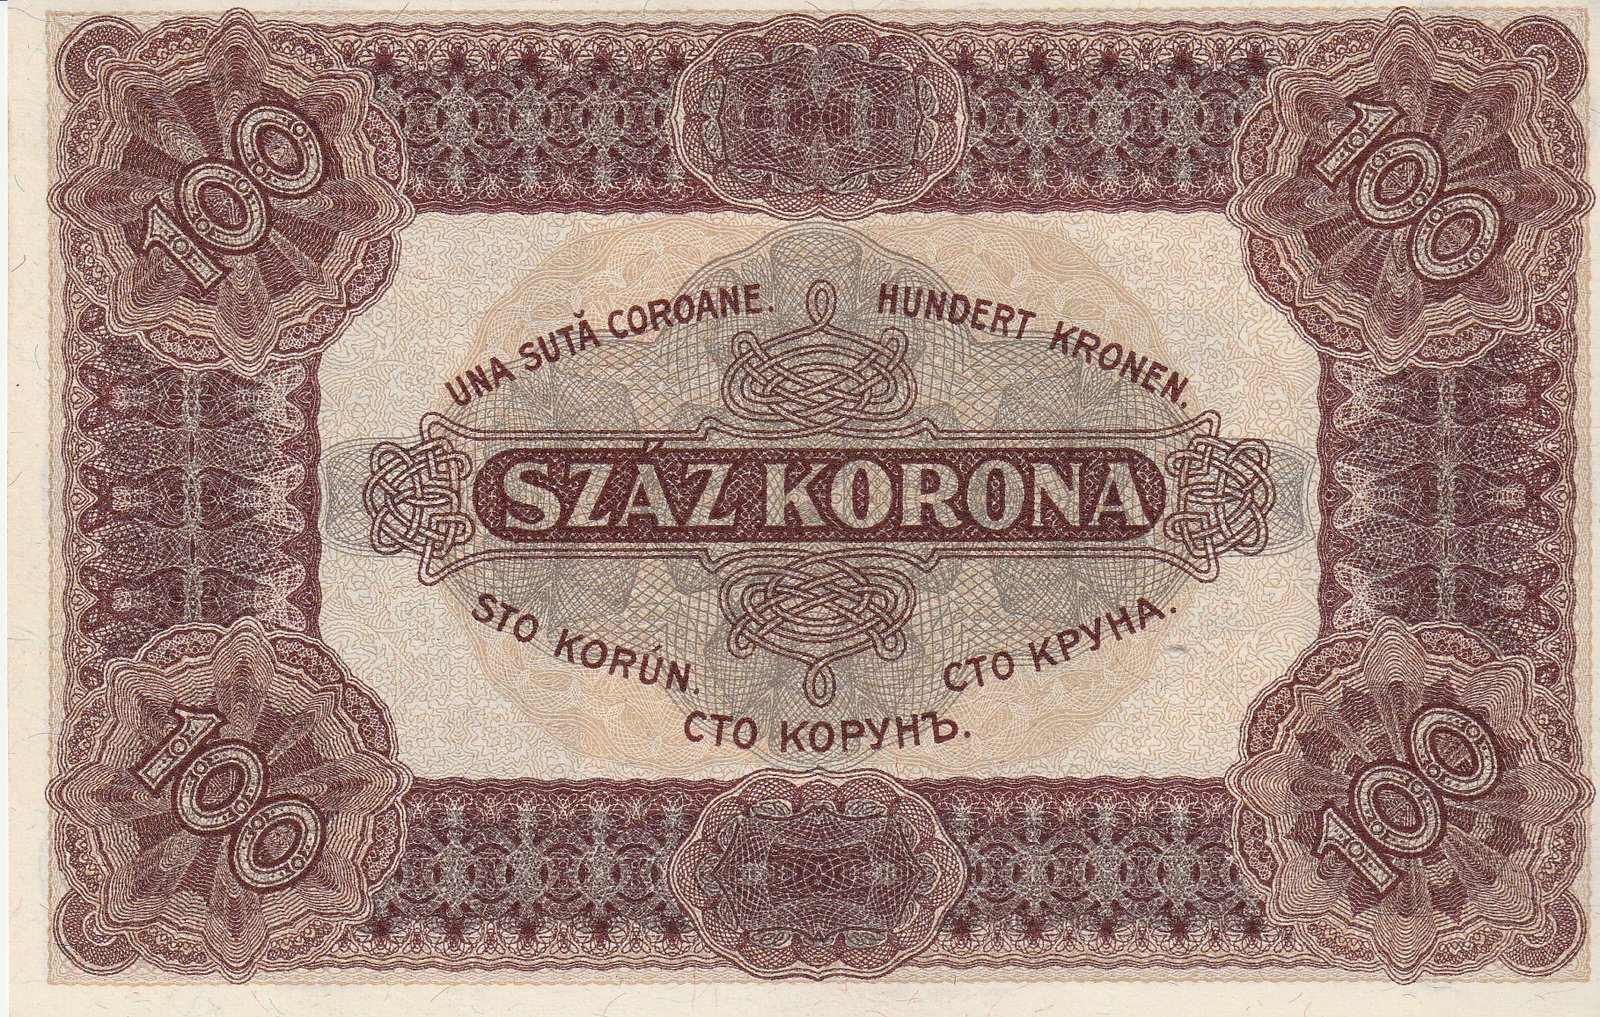 100
100
UNA SUTĂ COROANE.
HUNDERT KRONEN.
SZÁZ KORONA
STO KORÚN.
СТО КРУНА.
СТО КОРУНЪ.
100
100